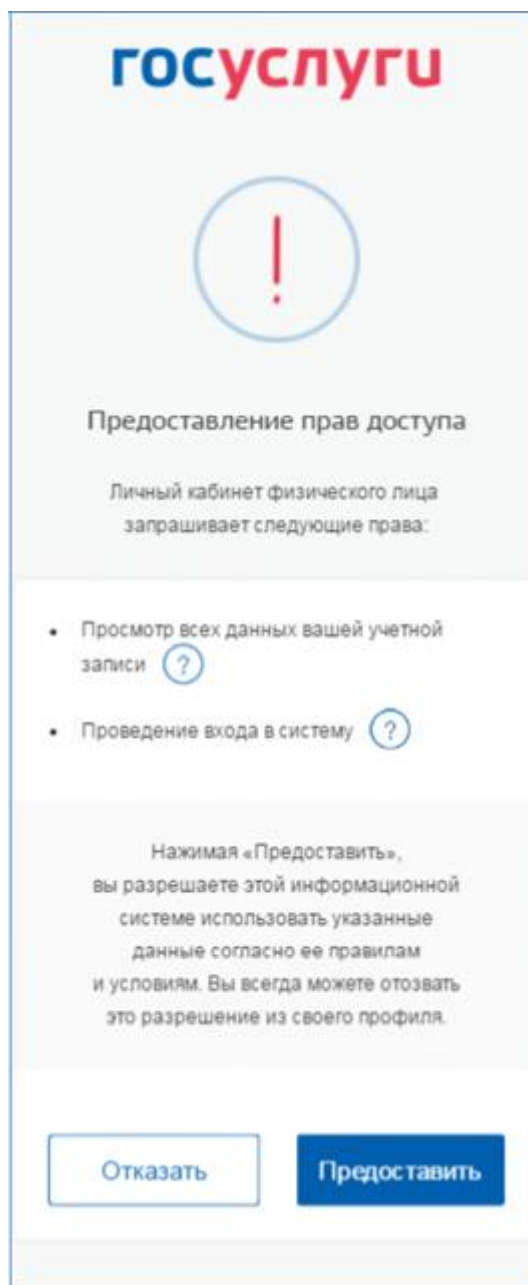 госуслуги
!
Предоставление прав доступа
Личный кабинет физического лица
запрашивает следующие права:
• Просмотр всех данных вашей учетной
записи ?
• Проведение входа в систему ?
Нажимая «Предоставить»,
вы разрешаете этой информационной
системе использовать указанные
данные согласно ее правилам
и условиям. Вы всегда можете отозвать
это разрешение из своего профиля.
Отказать Предоставить